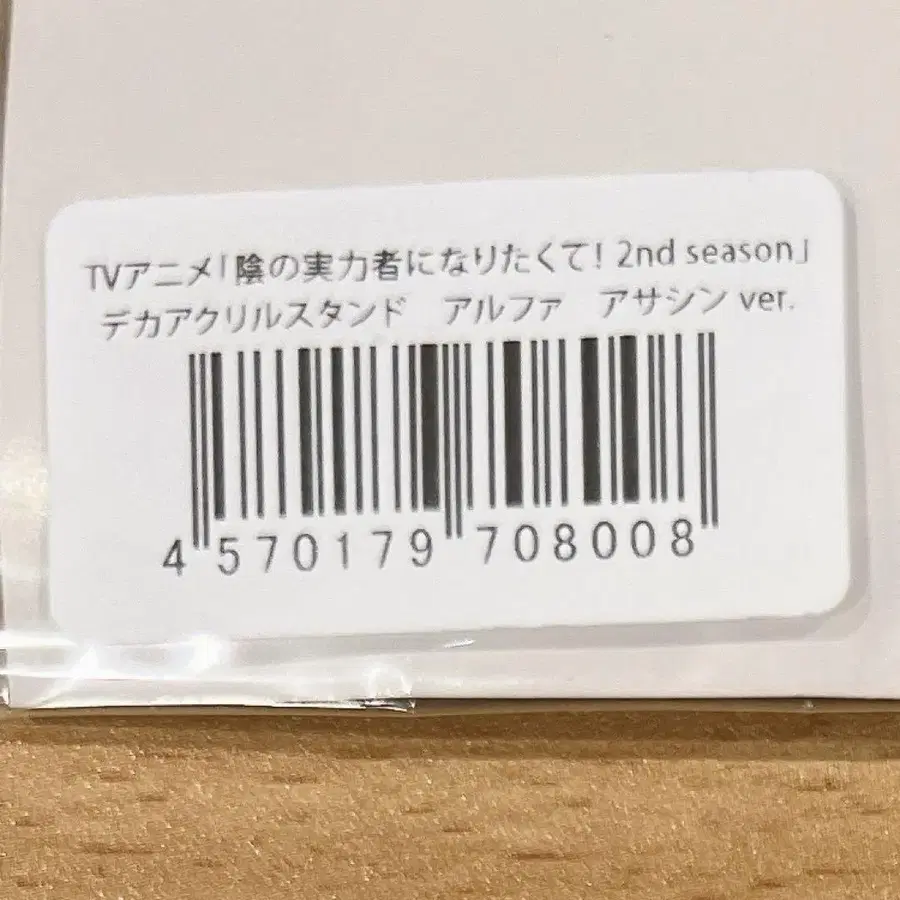 TVアニメ「陰の実力者になりたくて! 2nd season」
デカアクリルスタンド　アルファ　アサシン ver.
4 570179 708008